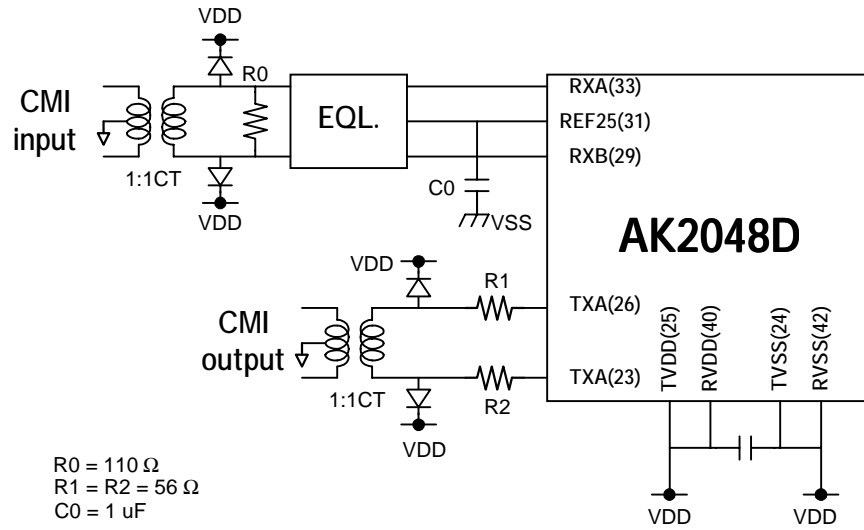 VDD
CMI
input
1:1CT
VDD
R0
EQL.
C0
VSS
RXA(33)
REF25(31)
RXB(29)
AK2048D
VDD
CMI
output
1:1CT
VDD
R1
R2
TXA(26)
TXA(23)
TVDD(25)
RVDD(40)
TVSS(24)
RVSS(42)
VDD
VDD
R0 = 110 Ω
R1 = R2 = 56 Ω
C0 = 1 uF